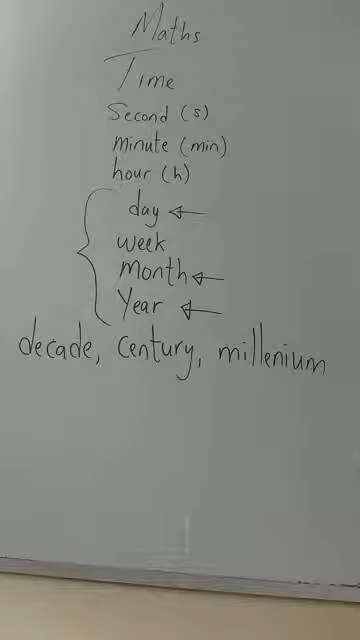 Maths
Time
Second (s)
minute (min)
hour (h)
day
week
month
Year
decade, century, millenium